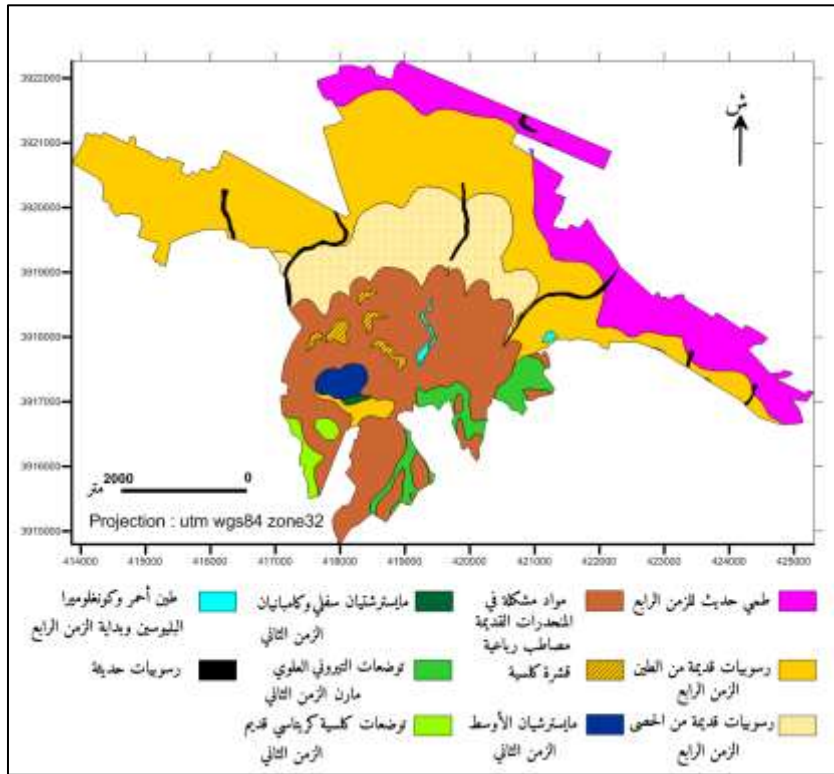 3922000
3921000
3920000
3919000
3918000
3917000
3916000
3915000
ش
2000 0
متر
Projection : utm wgs84 zone32
414000 415000 416000 417000 418000 419000 420000 421000 422000 423000 424000 425000
طمي حديث للزمن الرابع
رسوبيات قديمة من الطين
الزمن الرابع
رسوبيات قديمة من الحصى
الزمن الرابع
مواد مشكلة في
المنحدرات القديمة
مصاطب رباعية
قشرة كلسية
مايسترشيان الأوسط
الزمن الثاني
مايسترشتيان سفلي وكامبانيان
الزمن الثاني
توضعات التيروني العلوي
مارن الزمن الثاني
توضعات كلسية كريتاسي قديم
الزمن الثاني
طين أحمر وكونغلوميرا
البليوسين وبداية الزمن الرابع
رسوبيات حديثة